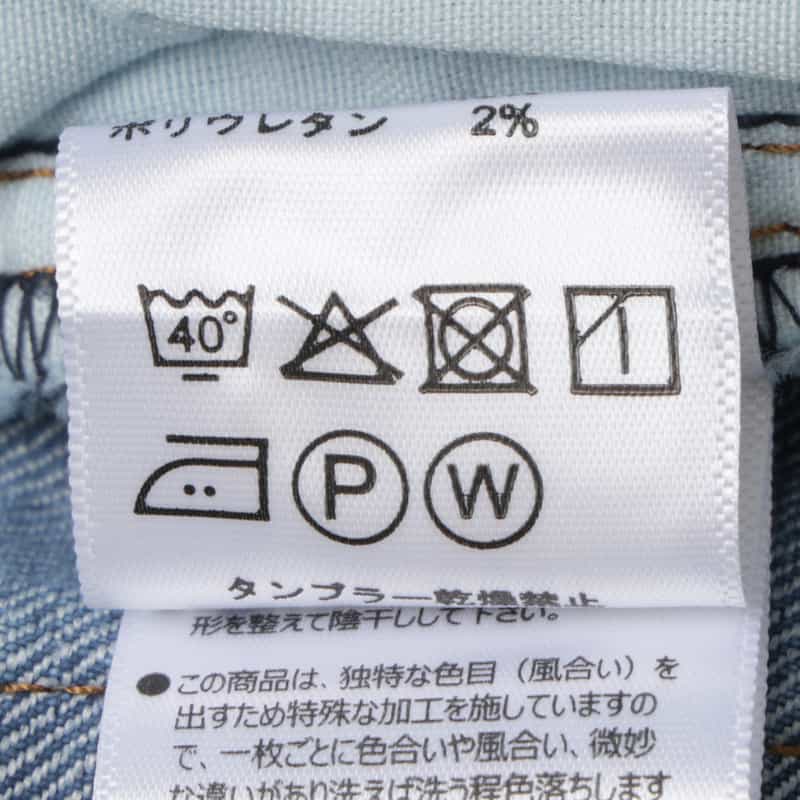 ポリウレタン 2%
40°
P W
タンブラー乾燥禁止
形を整えて陰干しして下さい。
●この商品は、独特な色目（風合い）を
出すため特殊な加工を施していますの
で、一枚ごとに色合いや風合い、微妙
な違いがあり洗えば洗う程色落ちします